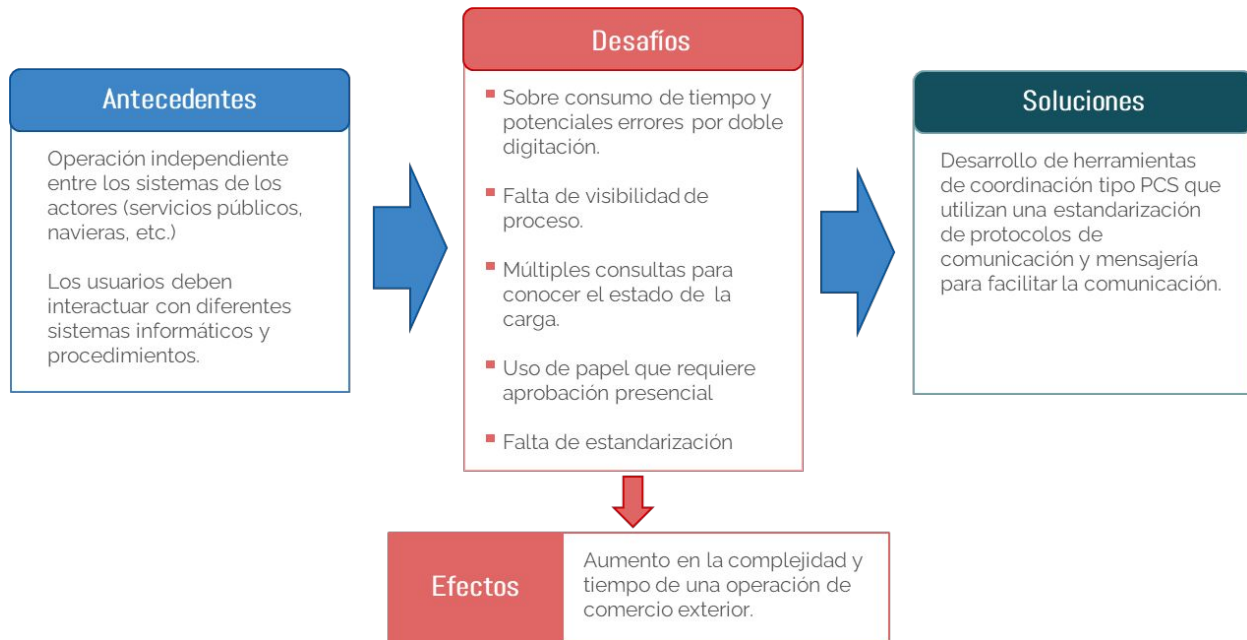 Antecedentes
Operación independiente
entre los sistemas de los
actores (servicios públicos,
navieras, etc.)
Los usuarios deben
interactuar con diferentes
sistemas informáticos y
procedimientos.
Desafíos
Sobre consumo de tiempo y
potenciales errores por doble
digitación.
Falta de visibilidad de
proceso.
Múltiples consultas para
conocer el estado de la
carga.
Uso de papel que requiere
aprobación presencial
Falta de estandarización
Soluciones
Desarrollo de herramientas
de coordinación tipo PCS que
utilizan una estandarización
de protocolos de
comunicación y mensajería
para facilitar la comunicación.
Efectos
Aumento en la complejidad y
tiempo de una operación de
comercio exterior.